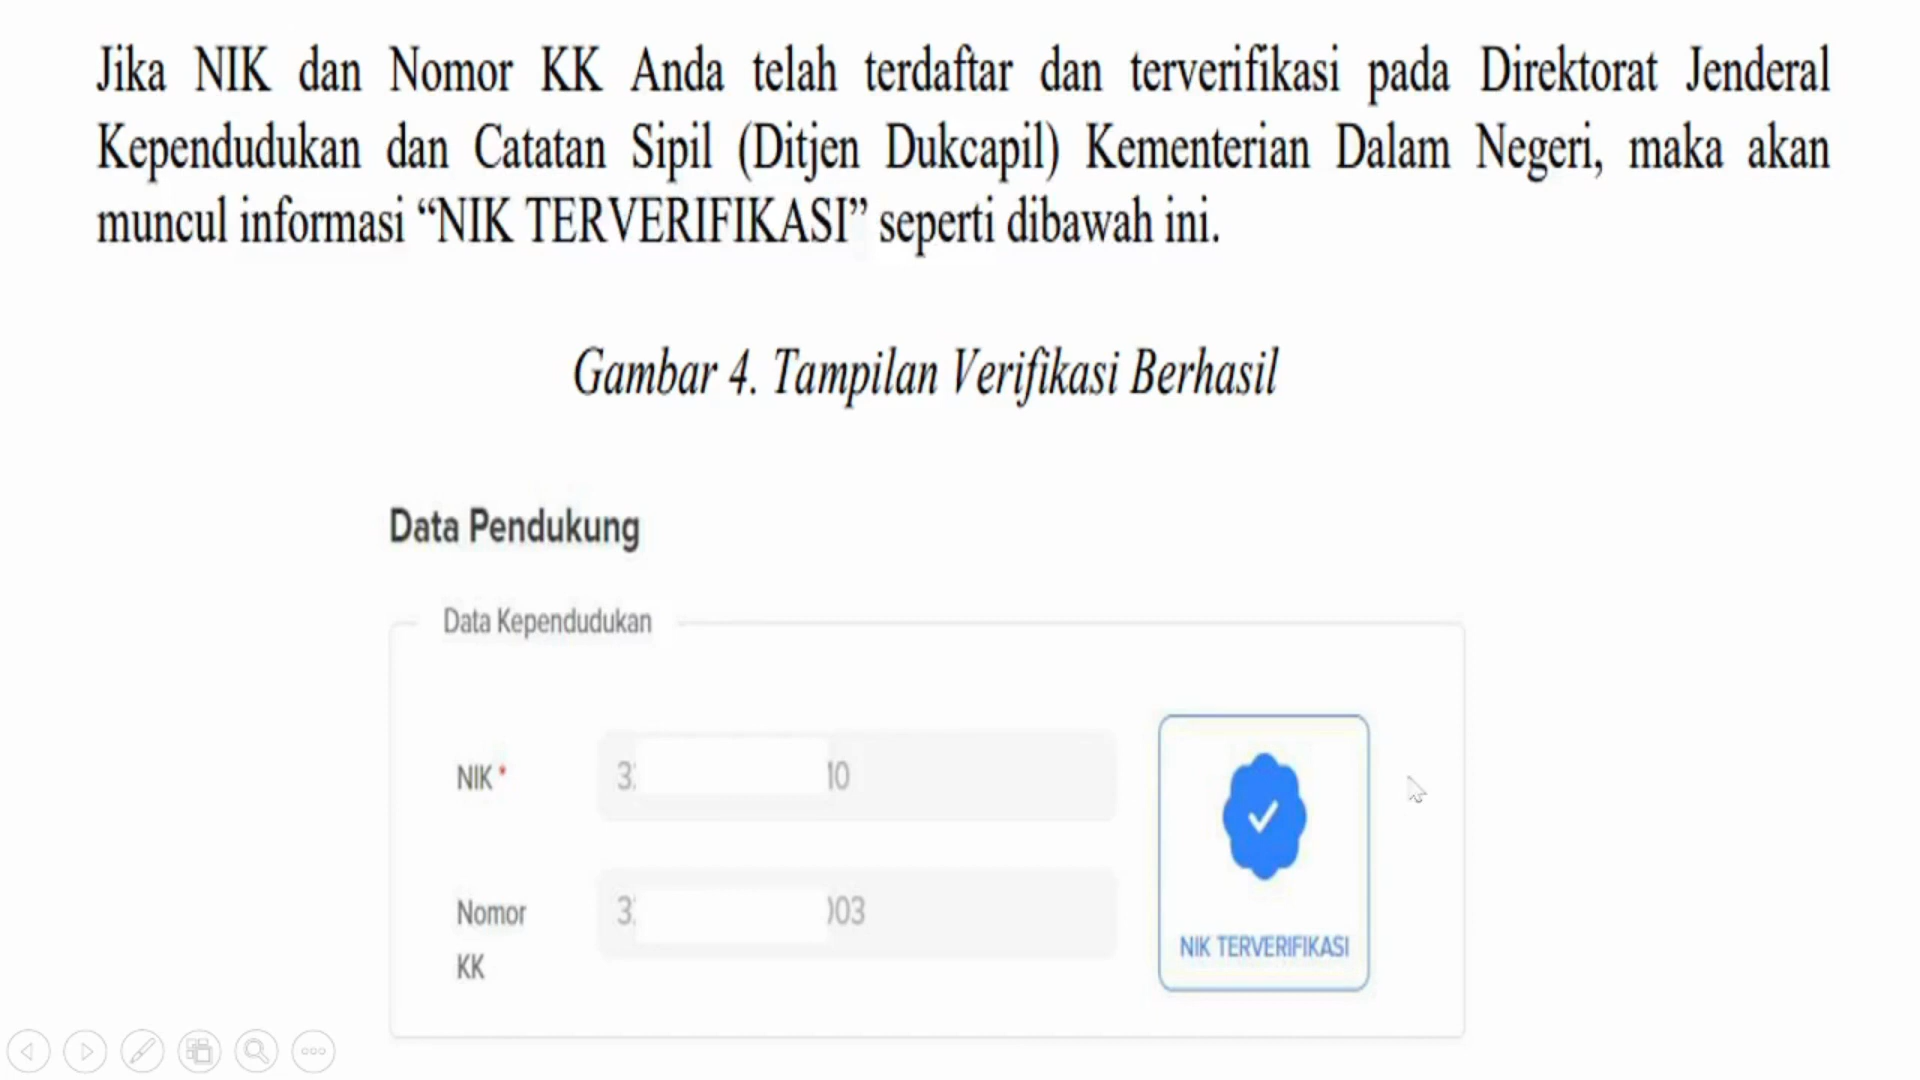 Jika NIK dan Nomor KK Anda telah terdaftar dan terverifikasi pada Direktorat Jenderal
Kependudukan dan Catatan Sipil (Ditjen Dukcapil) Kementerian Dalam Negeri, maka akan
muncul informasi “NIK TERVERIFIKASI” seperti dibawah ini.
Gambar 4. Tampilan Verifikasi Berhasil
Data Pendukung
Data Kependudukan
NIK *
3 10
Nomor
KK
3 03
NIK TERVERIFIKASI